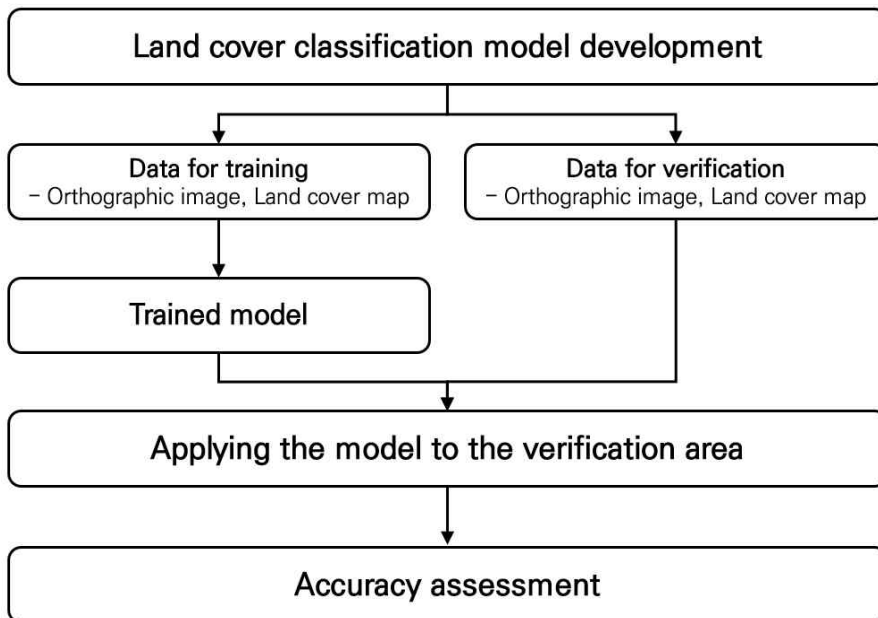 Land cover classification model development
Data for training
– Orthographic image, Land cover map
Data for verification
– Orthographic image, Land cover map
Trained model
Applying the model to the verification area
Accuracy assessment